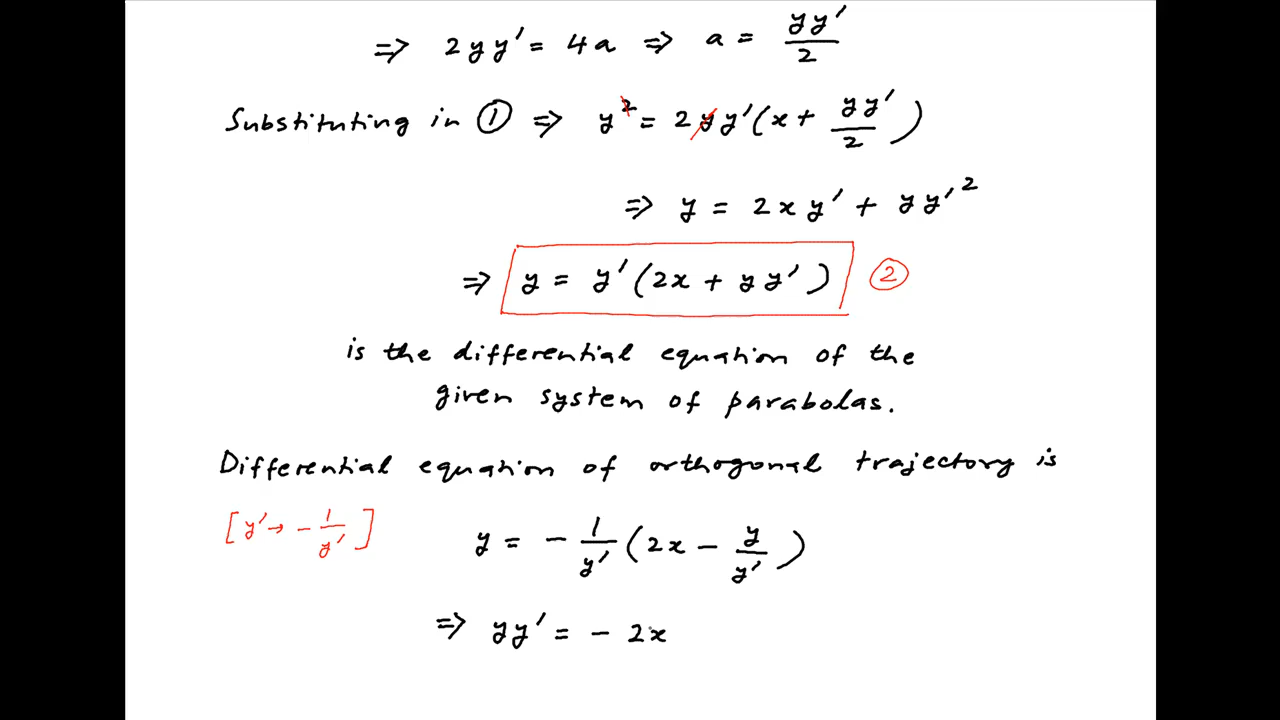 ⇒ 2yy' = 4a ⇒ a = yy'/2
Substituting in ① ⇒ y² = 2yy'(x + yy'/2)
⇒ y = 2xy' + yy'²
⇒ y = y'(2x + yy') ②
is the differential equation of the
given system of parabolas.
Differential equation of orthogonal trajectory is
[y' → -1/y'] y = -1/y'(2x - y/y')
⇒ yy' = - 2x